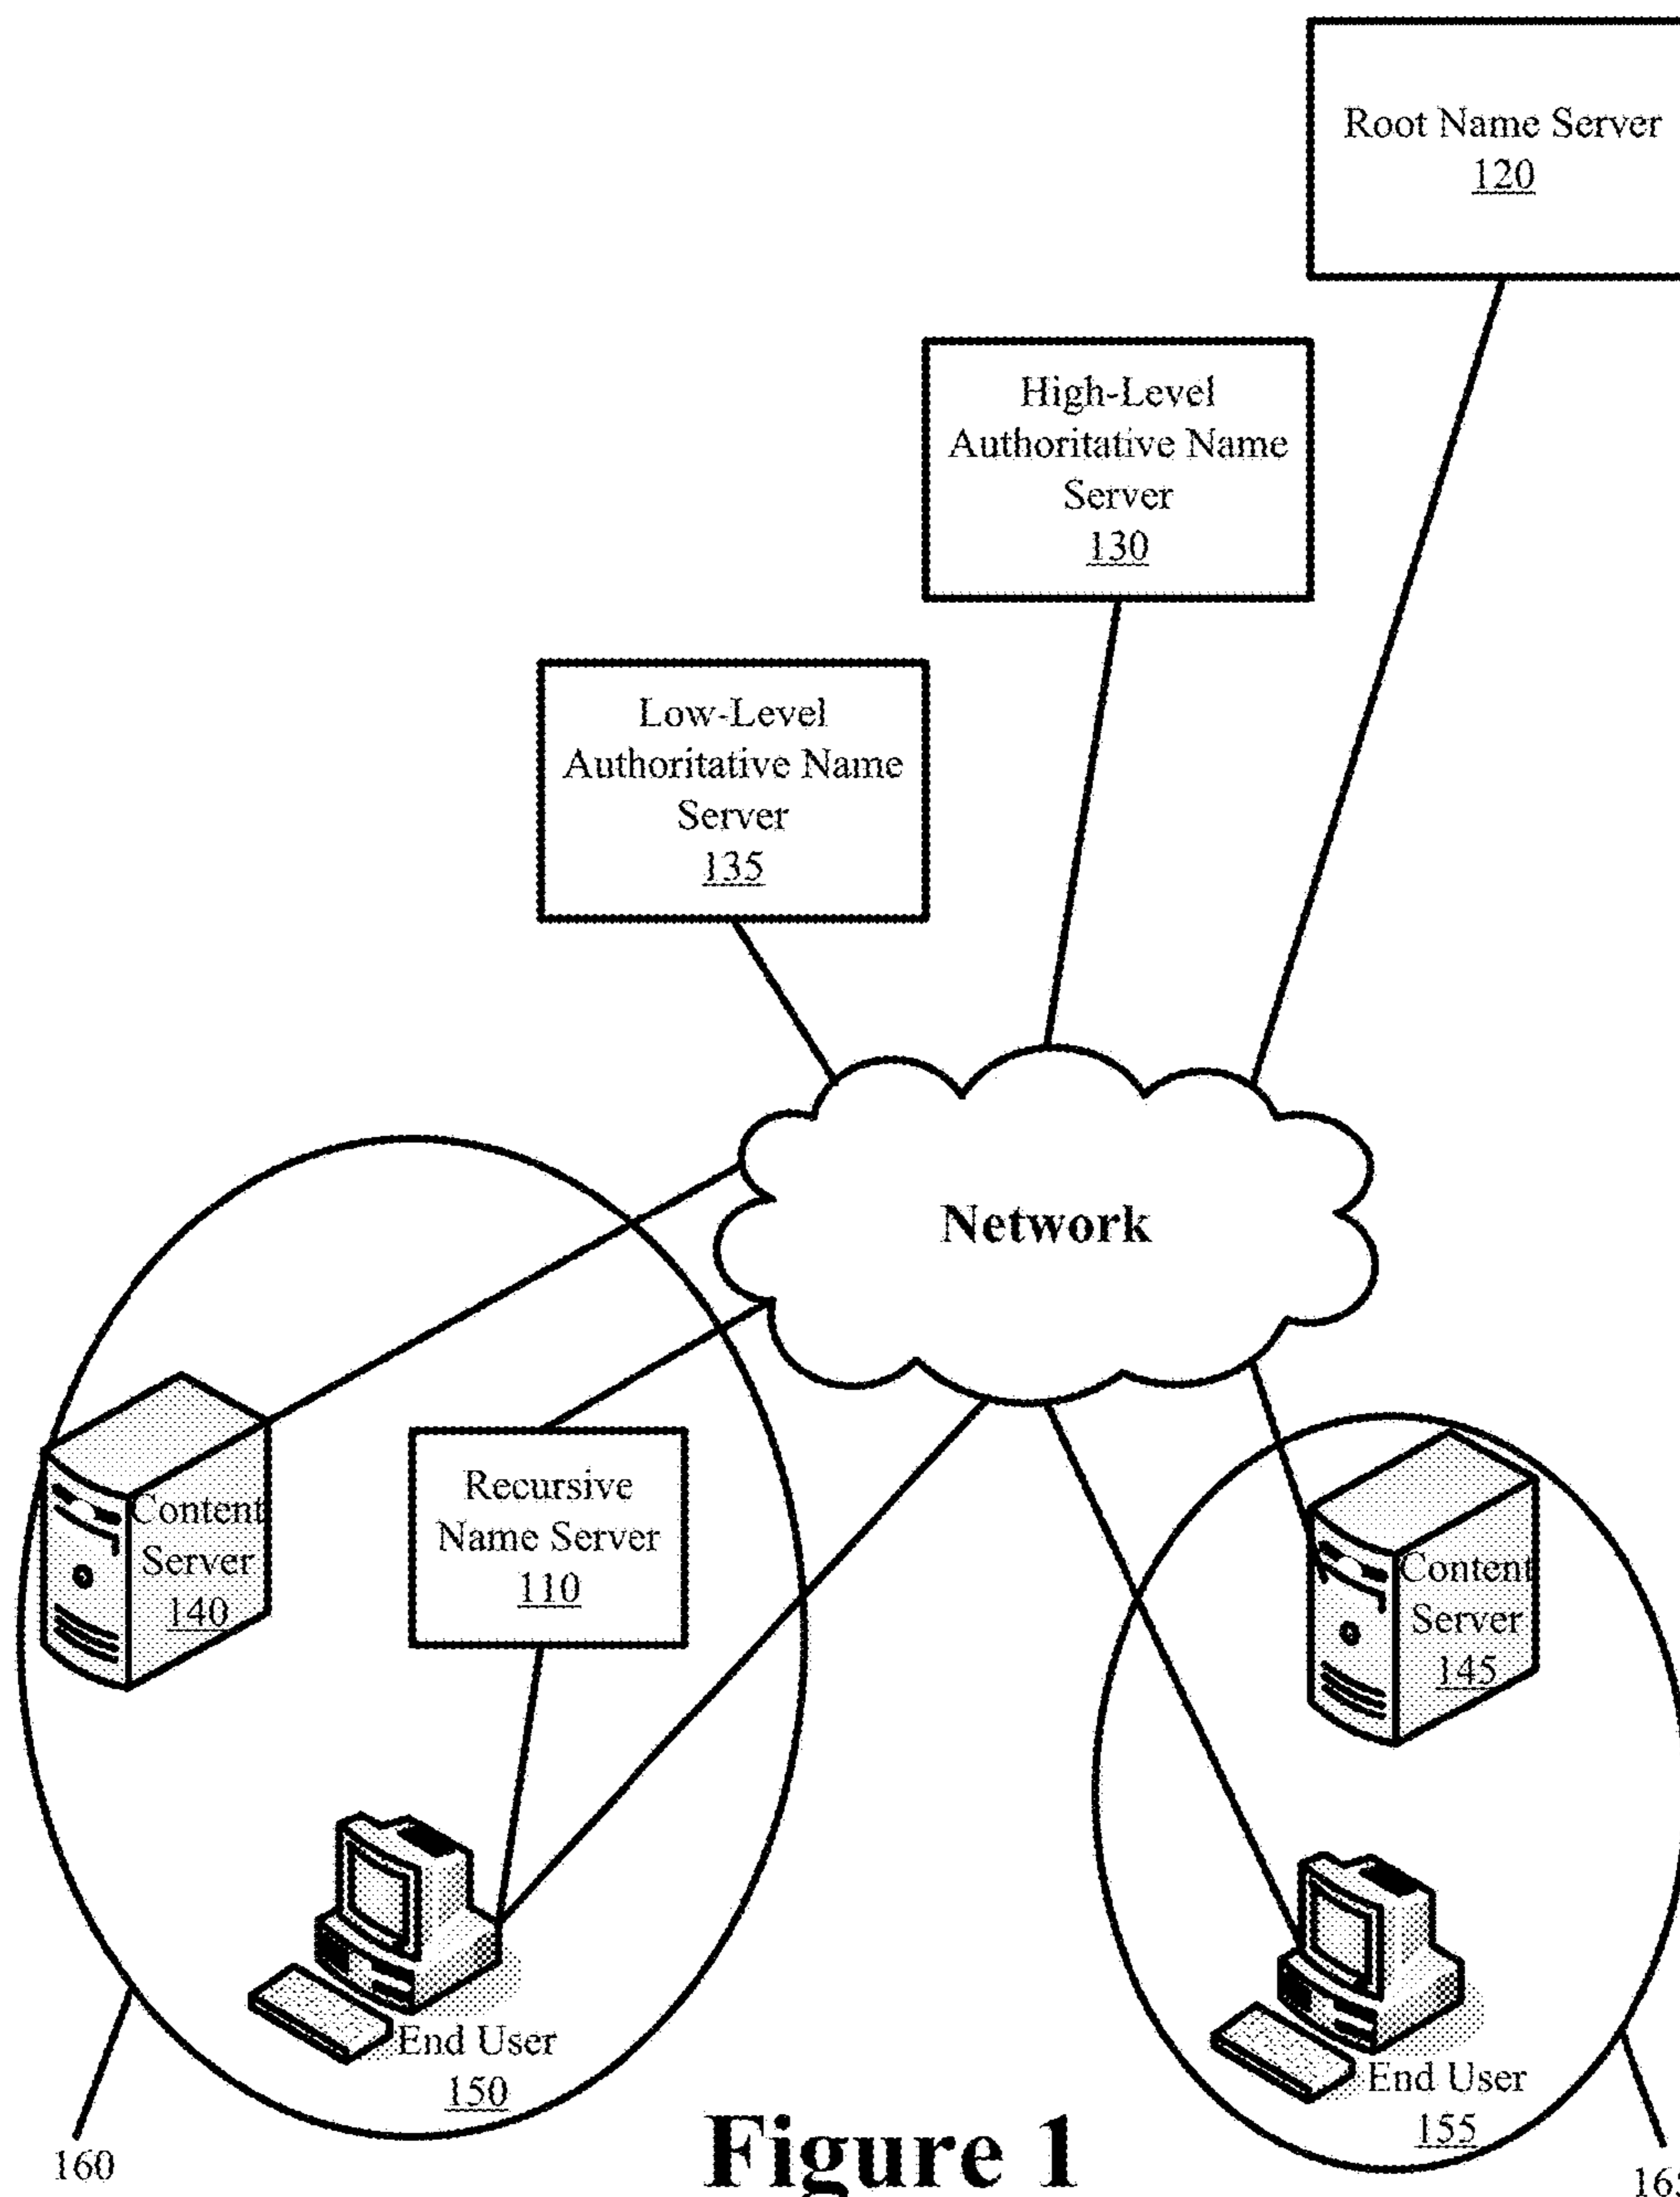 Root Name Server
120
High-Level
Authoritative Name
Server
130
Low-Level
Authoritative Name
Server
135
Network
Content
Server
140
Recursive
Name Server
110
Content
Server
145
End User
150
End User
155
160
Figure 1